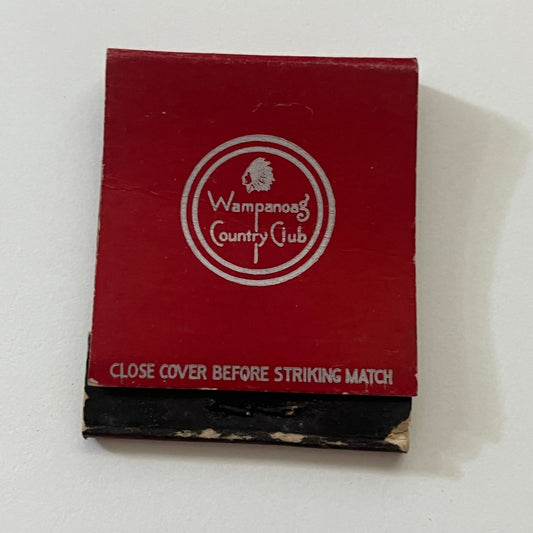 Wampanoag
Country Club
CLOSE COVER BEFORE STRIKING MATCH